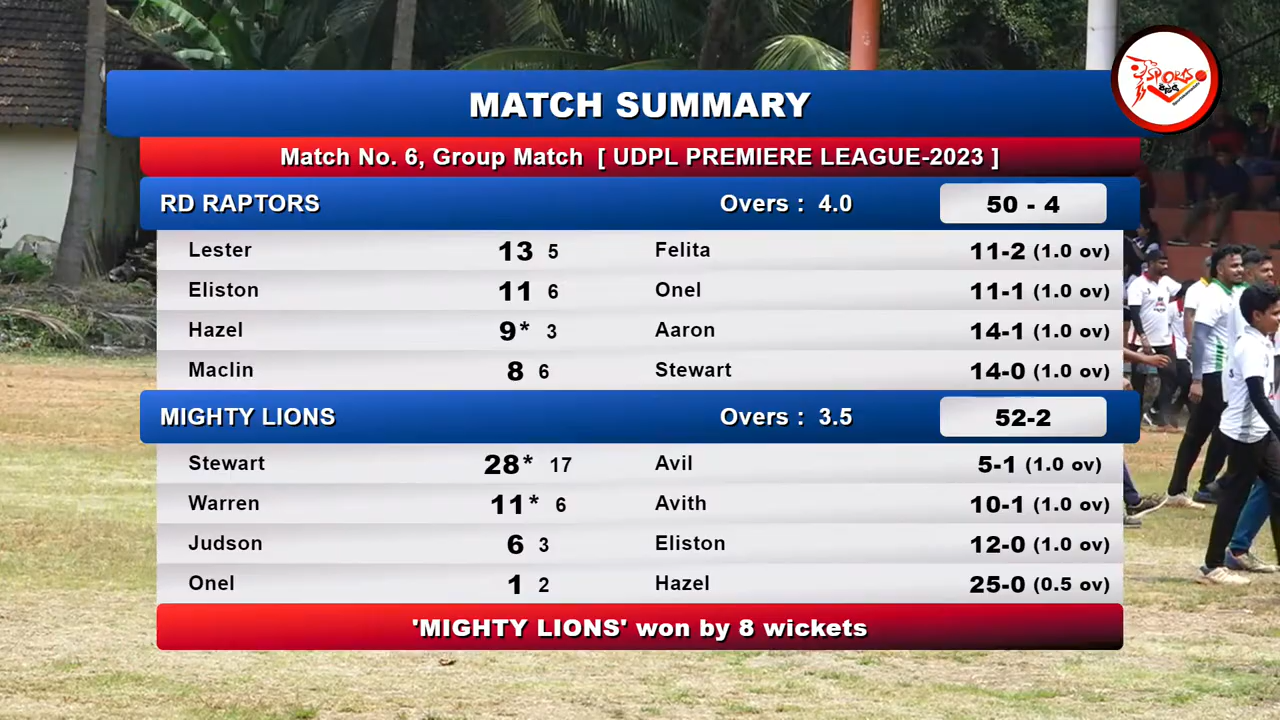 MATCH SUMMARY
Match No. 6, Group Match [ UDPL PREMIERE LEAGUE-2023 ]
RD RAPTORS Overs : 4.0 50 - 4
Lester 13 5 Felita 11-2 (1.0 ov)
Eliston 11 6 Onel 11-1 (1.0 ov)
Hazel 9* 3 Aaron 14-1 (1.0 ov)
Maclin 8 6 Stewart 14-0 (1.0 ov)
MIGHTY LIONS Overs : 3.5 52-2
Stewart 28* 17 Avil 5-1 (1.0 ov)
Warren 11* 6 Avith 10-1 (1.0 ov)
Judson 6 3 Eliston 12-0 (1.0 ov)
Onel 1 2 Hazel 25-0 (0.5 ov)
'MIGHTY LIONS' won by 8 wickets